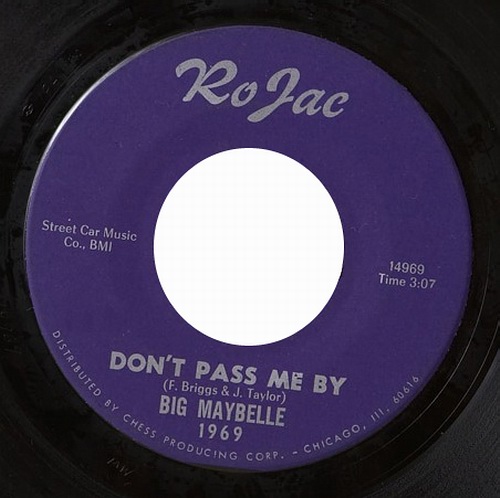 RoJac
Street Car Music
Co., BMI
14969
Time 3:07
DON'T PASS ME BY
(F. Briggs & J. Taylor)
BIG MAYBELLE
1969
DISTRIBUTED BY CHESS PRODUCING CORP. - CHICAGO, Ill. 60616